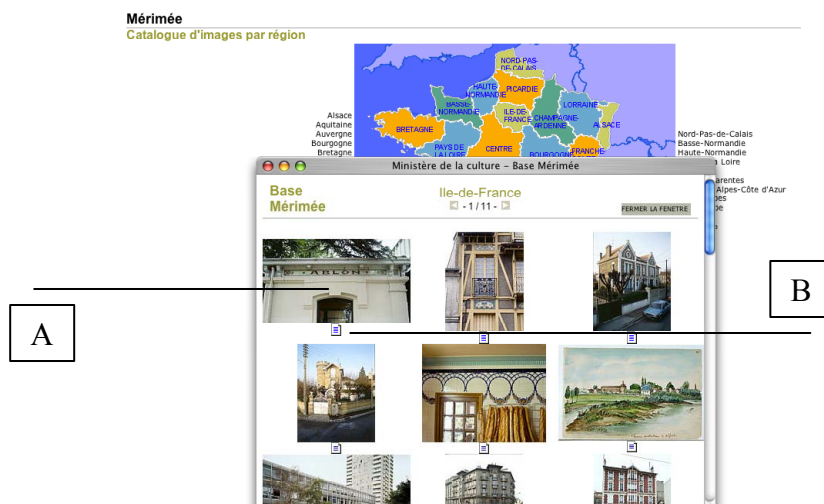 Mérimée
Catalogue d'images par région
NORD-PAS-
DE-CALAIS
HAUTE-
NORMANDIE
PICARDIE
BASSE-
NORMANDIE
ILE-DE-
FRANCE
CHAMPAGNE-
ARDENNE
LORRAINE
ALSACE
BRETAGNE
PAYS DE
LA LOIRE
CENTRE
BOURGOGNE
FRANCHE-
Alsace
Aquitaine
Auvergne
Bourgogne
Bretagne
Nord-Pas-de-Calais
Basse-Normandie
Haute-Normandie
a Loire
arentes
Alpes-Côte d'Azur
Ministère de la culture – Base Mérimée
Base
Mérimée
Ile-de-France
- 1 / 11 -
FERMER LA FENETRE
ABLON
A
B